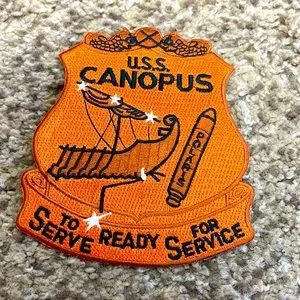 U.S.S.
CANOPUS
POLARIS
TO SERVE READY FOR SERVICE